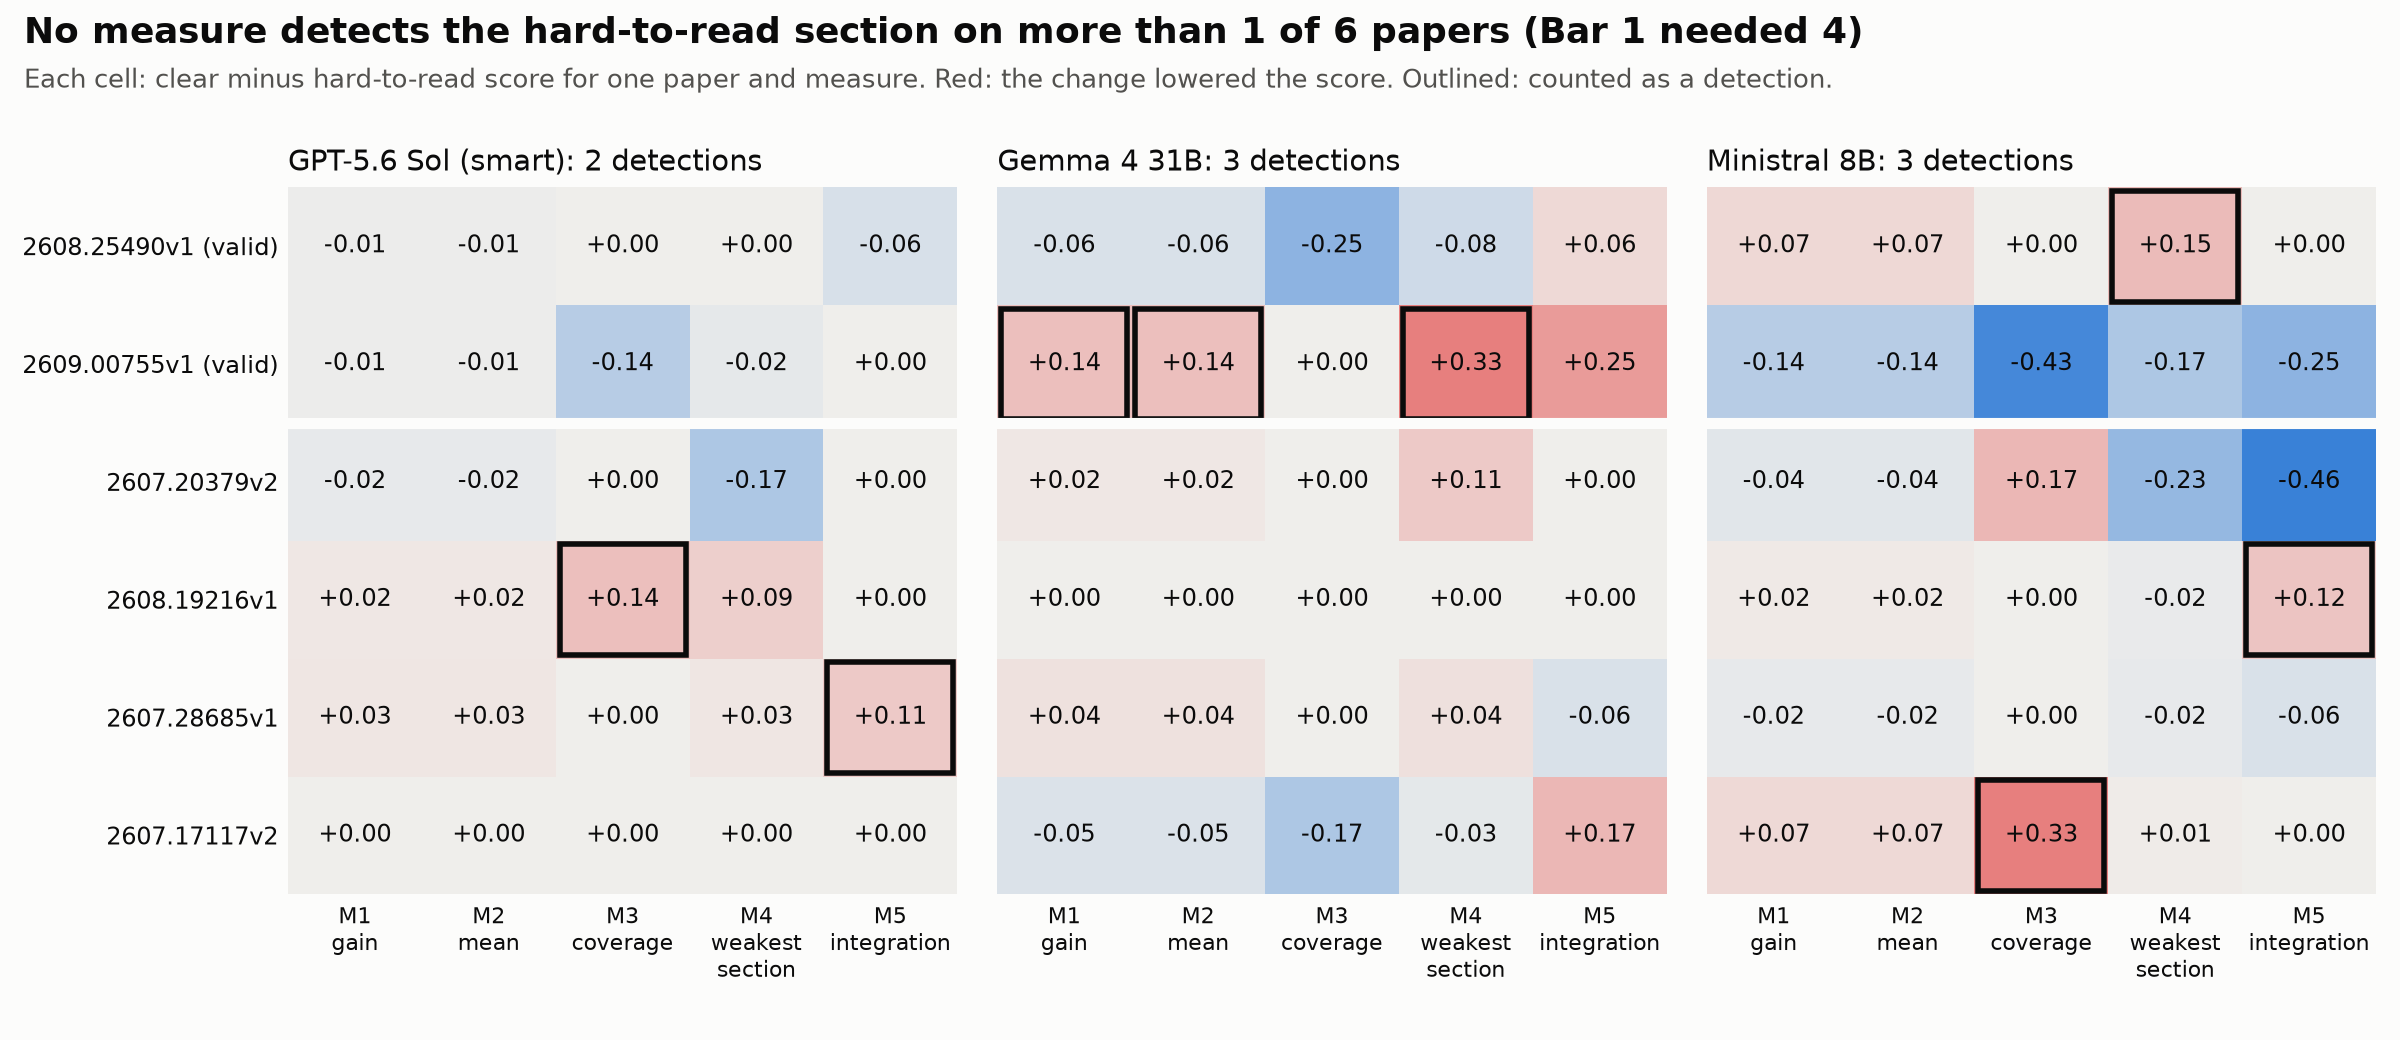 No measure detects the hard-to-read section on more than 1 of 6 papers (Bar 1 needed 4)
Each cell: clear minus hard-to-read score for one paper and measure. Red: the change lowered the score. Outlined: counted as a detection.
GPT-5.6 Sol (smart): 2 detections Gemma 4 31B: 3 detections Ministral 8B: 3 detections
2608.25490v1 (valid) -0.01 -0.01 +0.00 +0.00 -0.06 -0.06 -0.06 -0.25 -0.08 +0.06 +0.07 +0.07 +0.00 +0.15 +0.00
2609.00755v1 (valid) -0.01 -0.01 -0.14 -0.02 +0.00 +0.14 +0.14 +0.00 +0.33 +0.25 -0.14 -0.14 -0.43 -0.17 -0.25
2607.20379v2 -0.02 -0.02 +0.00 -0.17 +0.00 +0.02 +0.02 +0.00 +0.11 +0.00 -0.04 -0.04 +0.17 -0.23 -0.46
2608.19216v1 +0.02 +0.02 +0.14 +0.09 +0.00 +0.00 +0.00 +0.00 +0.00 +0.00 +0.02 +0.02 +0.00 -0.02 +0.12
2607.28685v1 +0.03 +0.03 +0.00 +0.03 +0.11 +0.04 +0.04 +0.00 +0.04 -0.06 -0.02 -0.02 +0.00 -0.02 -0.06
2607.17117v2 +0.00 +0.00 +0.00 +0.00 +0.00 -0.05 -0.05 -0.17 -0.03 +0.17 +0.07 +0.07 +0.33 +0.01 +0.00
M1 M2 M3 M4 M5 M1 M2 M3 M4 M5 M1 M2 M3 M4 M5
gain mean coverage weakest integration gain mean coverage weakest integration gain mean coverage weakest integration
section section section